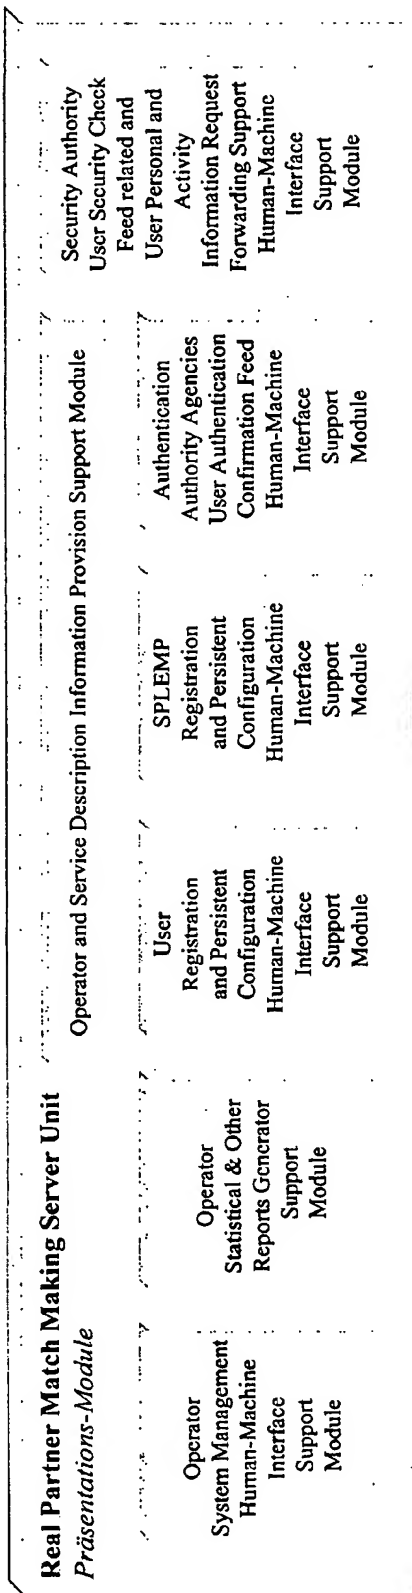 Real Partner Match Making Server Unit
Präsentations-Module
Operator
System Management
Human-Machine
Interface
Support
Module
Operator
Statistical & Other
Reports Generator
Support
Module
Operator and Service Description Information Provision Support Module
User
Registration
and Persistent
Configuration
Human-Machine
Interface
Support
Module
SPLEMP
Registration
and Persistent
Configuration
Human-Machine
Interface
Support
Module
Authentication
Authority Agencies
User Authentication
Confirmation Feed
Human-Machine
Interface
Support
Module
Security Authority
User Security Check
Feed related and
User Personal and
Activity
Information Request
Forwarding Support
Human-Machine
Interface
Support
Module